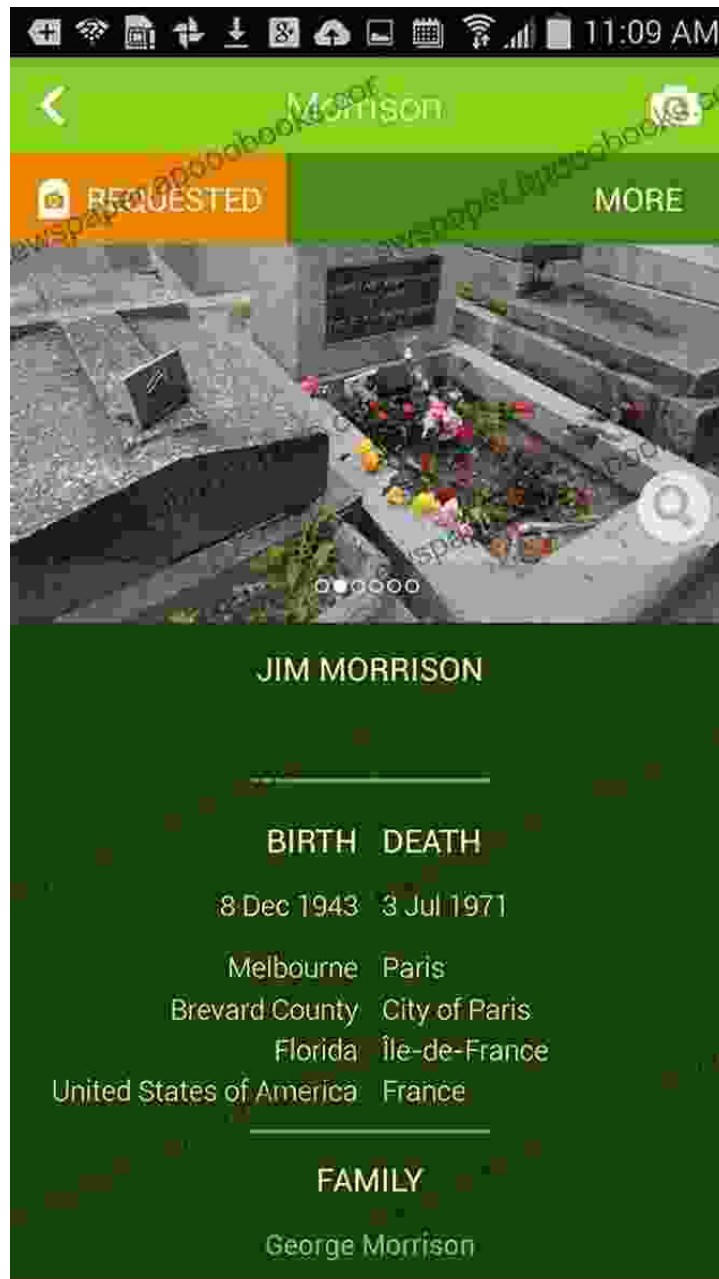 11:09 AM
Morrison
REQUESTED
MORE
JIM MORRISON
BIRTH DEATH
8 Dec 1943 3 Jul 1971
Melbourne Paris
Brevard County City of Paris
Florida Île-de-France
United States of America France
FAMILY
George Morrison